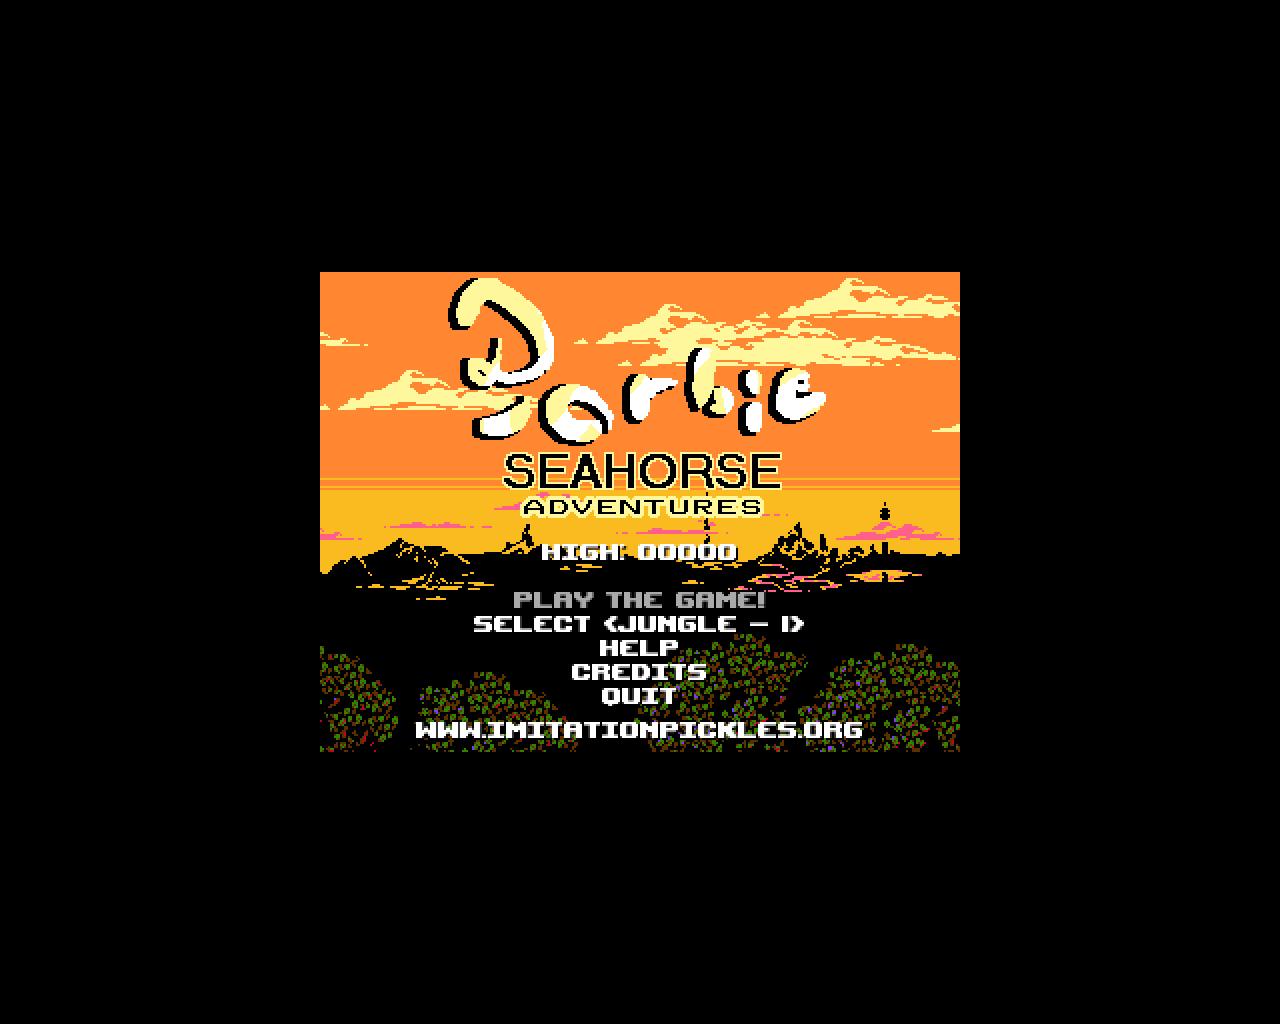 Barbie
SEAHORSE
ADVENTURES
HIGH: 00000
PLAY THE GAME!
SELECT <JUNGLE - 1>
HELP
CREDITS
QUIT
WWW.IMITATIONPICKLES.ORG